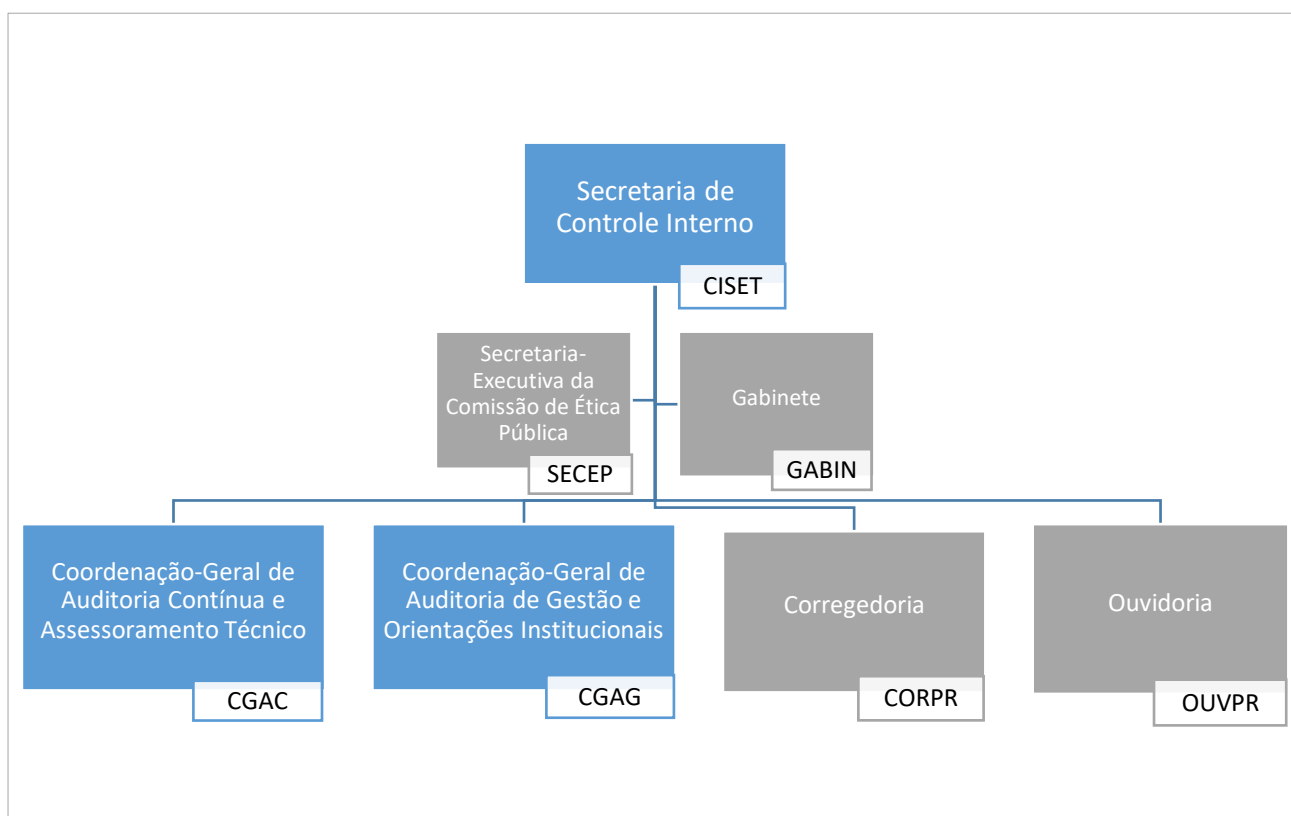 Secretaria de
Controle Interno
CISET
Secretaria-
Executiva da
Comissão de Ética
Pública
SECEP
Gabinete
GABIN
Coordenação-Geral de
Auditoria Contínua e
Assessoramento Técnico
CGAC
Coordenação-Geral de
Auditoria de Gestão e
Orientações Institucionais
CGAG
Corregedoria
CORPR
Ouvidoria
OUVPR